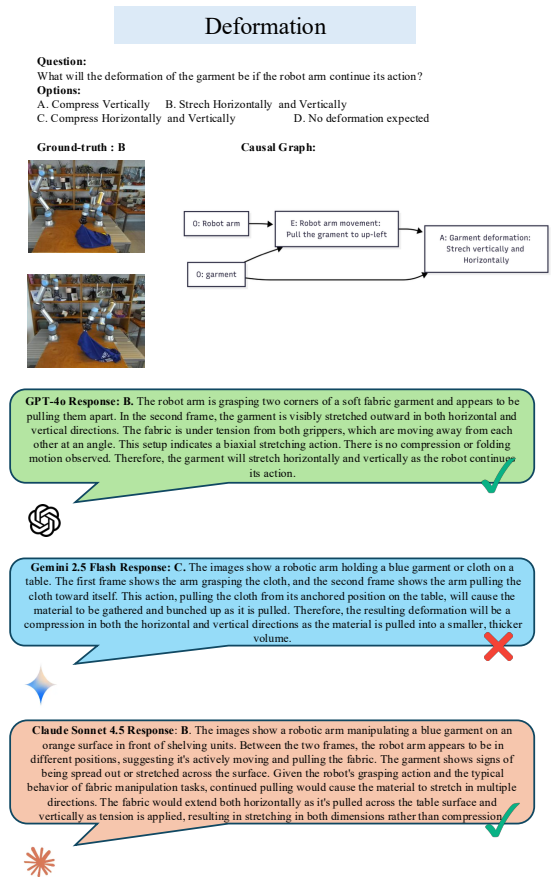 Deformation
Question:
What will the deformation of the garment be if the robot arm continue its action?
Options:
A. Compress Vertically B. Strech Horizontally and Vertically
C. Compress Horizontally and Vertically D. No deformation expected
Ground-truth : B Causal Graph:
O: Robot arm
E: Robot arm movement:
Pull the grament to up-left
A: Garment deformation:
Strech vertically and
Horizontally
O: garment
GPT-4o Response: B. The robot arm is grasping two corners of a soft fabric garment and appears to be
pulling them apart. In the second frame, the garment is visibly stretched outward in both horizontal and
vertical directions. The fabric is under tension from both grippers, which are moving away from each
other at an angle. This setup indicates a biaxial stretching action. There is no compression or folding
motion observed. Therefore, the garment will stretch horizontally and vertically as the robot continues
its action.
Gemini 2.5 Flash Response: C. The images show a robotic arm holding a blue garment or cloth on a
table. The first frame shows the arm grasping the cloth, and the second frame shows the arm pulling the
cloth toward itself. This action, pulling the cloth from its anchored position on the table, will cause the
material to be gathered and bunched up as it is pulled. Therefore, the resulting deformation will be a
compression in both the horizontal and vertical directions as the material is pulled into a smaller, thicker
volume.
Claude Sonnet 4.5 Response: B. The images show a robotic arm manipulating a blue garment on an
orange surface in front of shelving units. Between the two frames, the robot arm appears to be in
different positions, suggesting it's actively moving and pulling the fabric. The garment shows signs of
being spread out or stretched across the surface. Given the robot's grasping action and the typical
behavior of fabric manipulation tasks, continued pulling would cause the material to stretch in multiple
directions. The fabric would extend both horizontally as it's pulled across the table surface and
vertically as tension is applied, resulting in stretching in both dimensions rather than compression.